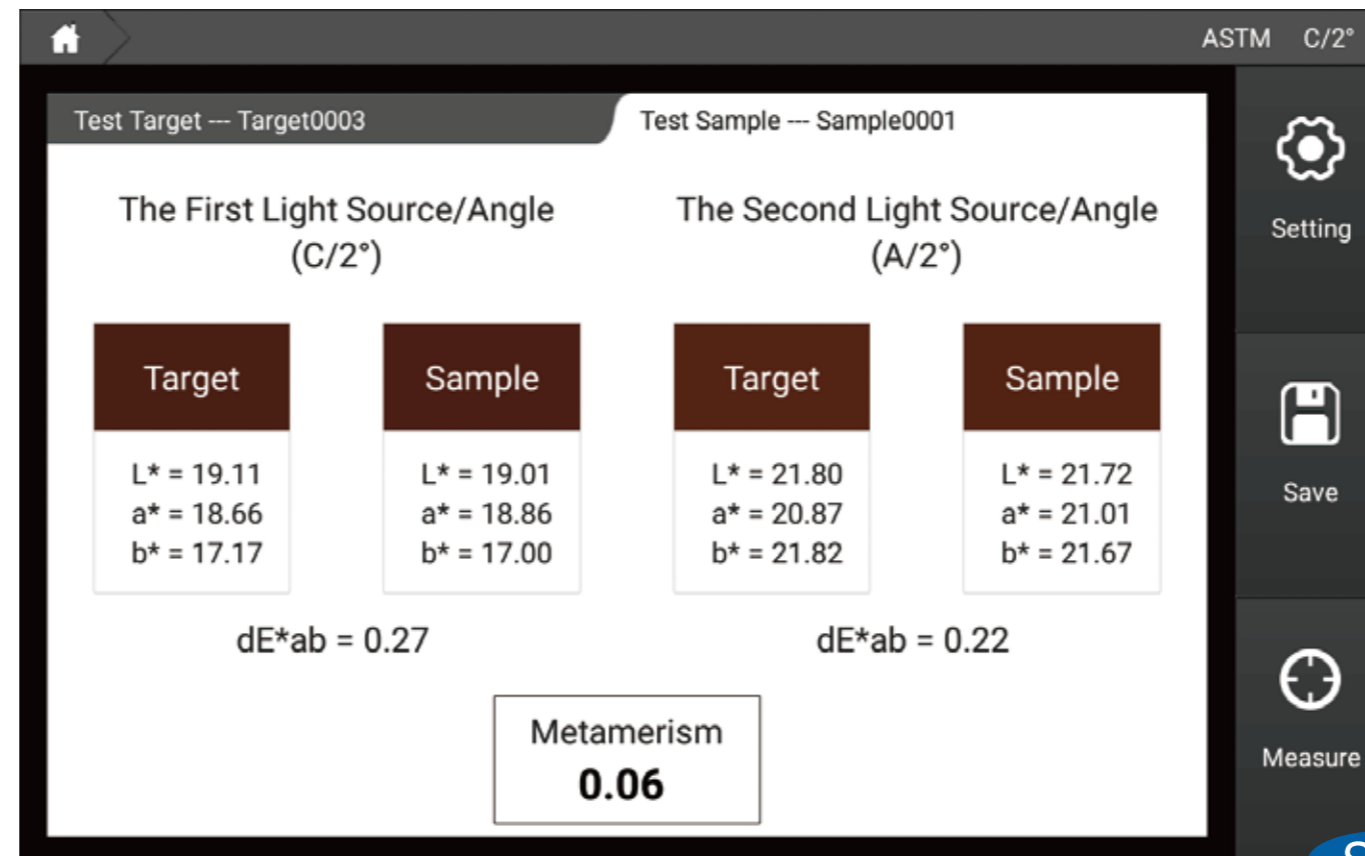 ASTM C/2°
Test Target --- Target0003
Test Sample --- Sample0001
The First Light Source/Angle
(C/2°)
Target
L* = 19.11
a* = 18.66
b* = 17.17
Sample
L* = 19.01
a* = 18.86
b* = 17.00
dE*ab = 0.27
The Second Light Source/Angle
(A/2°)
Target
L* = 21.80
a* = 20.87
b* = 21.82
Sample
L* = 21.72
a* = 21.01
b* = 21.67
dE*ab = 0.22
Metamerism
0.06
Setting
Save
Measure